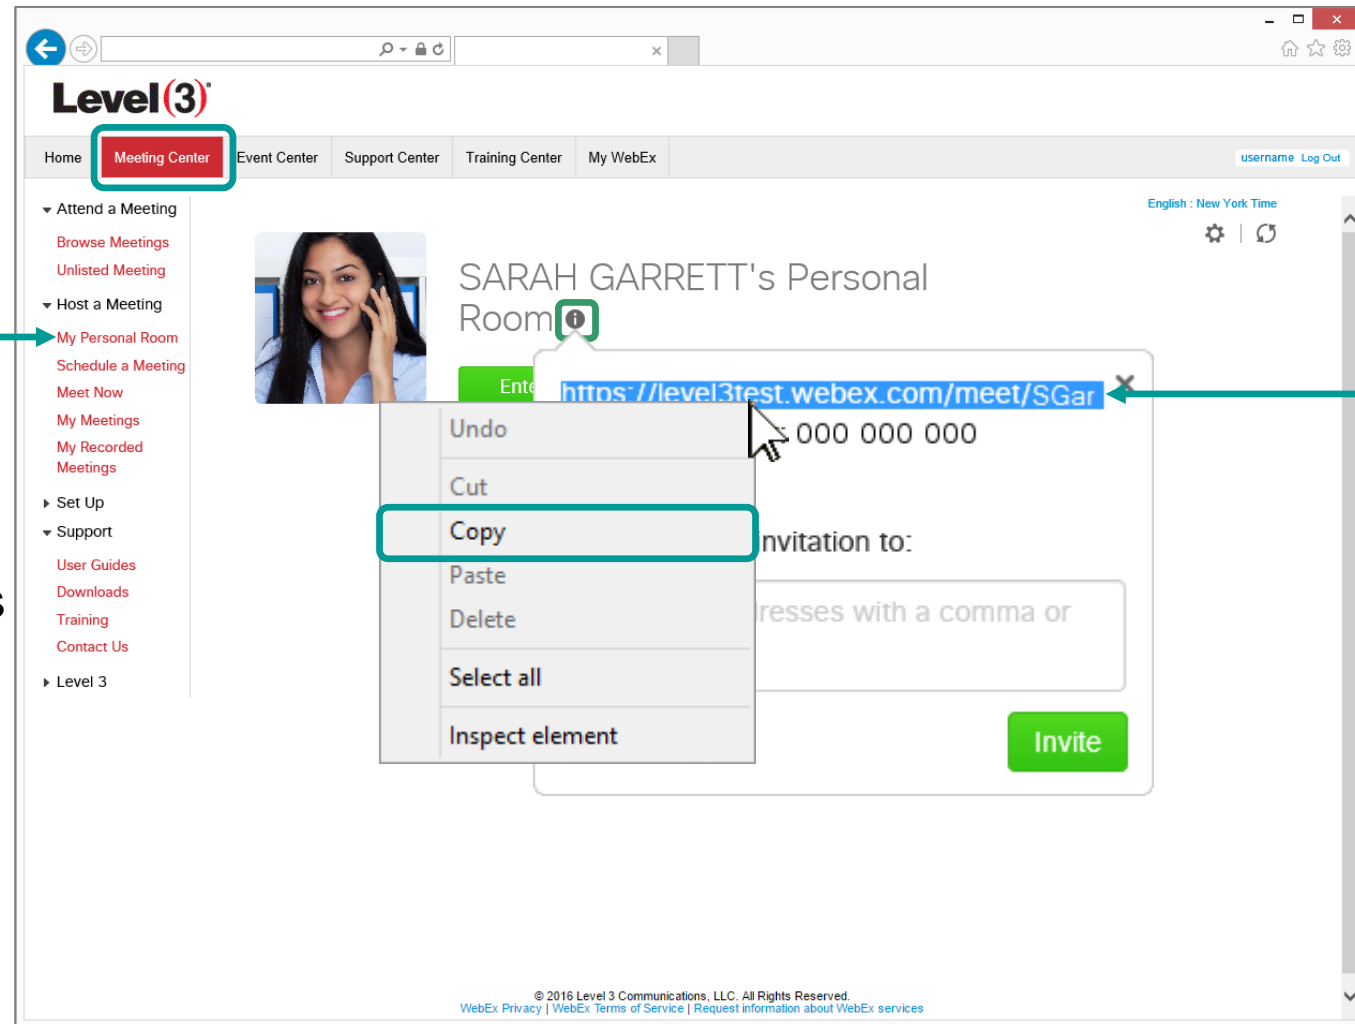 Level(3)
Home
Meeting Center
Event Center
Support Center
Training Center
My WebEx
username Log Out
English : New York Time
Attend a Meeting
Browse Meetings
Unlisted Meeting
Host a Meeting
My Personal Room
Schedule a Meeting
Meet Now
My Meetings
My Recorded
Meetings
Set Up
Support
User Guides
Downloads
Training
Contact Us
Level 3
s
SARAH GARRETT's Personal
Room
Ente
https://level3test.webex.com/meet/SGar
: 000 000 000
nvitation to:
resses with a comma or
Invite
Undo
Cut
Copy
Paste
Delete
Select all
Inspect element
© 2016 Level 3 Communications, LLC. All Rights Reserved.
WebEx Privacy | WebEx Terms of Service | Request information about WebEx services